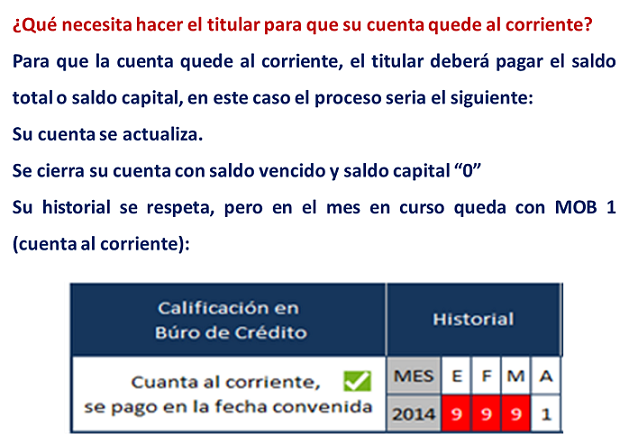 ¿Qué necesita hacer el titular para que su cuenta quede al corriente?
Para que la cuenta quede al corriente, el titular deberá pagar el saldo
total o saldo capital, en este caso el proceso seria el siguiente:
Su cuenta se actualiza.
Se cierra su cuenta con saldo vencido y saldo capital “0”
Su historial se respeta, pero en el mes en curso queda con MOB 1
(cuenta al corriente):
Calificación en
Búro de Crédito
Historial
Cuanta al corriente,
se pago en la fecha convenida
MES E F M A
2014 9 9 9 1